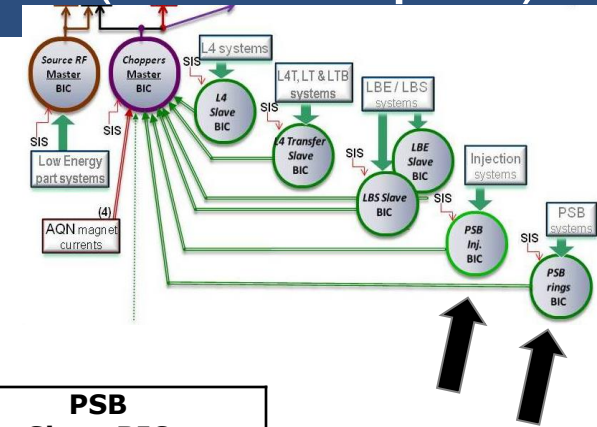 Source RF
Master
BIC
Choppers
Master
BIC
SIS
SIS
SIS
L4 systems
L4
Slave
BIC
L4T, LT & LTB
systems
SIS
L4 Transfer
Slave
BIC
LBE / LBS
systems
LBE
Slave
BIC
SIS
LBS Slave
BIC
Injection
systems
SIS
PSB
Inj.
BIC
PSB
systems
SIS
PSB
rings
BIC
Low Energy
part systems
(4)
AQN magnet
currents
PSB